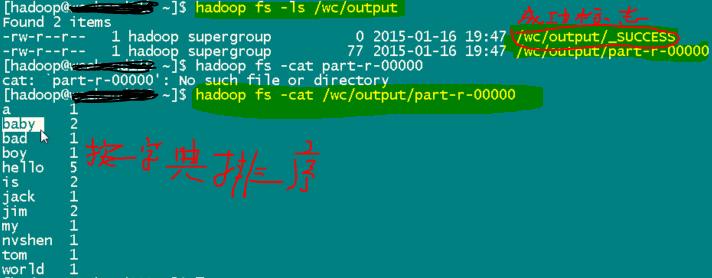 [hadoop@ ~]$ hadoop fs -ls /wc/output
成功标志
Found 2 items
-rw-r--r-- 1 hadoop supergroup 0 2015-01-16 19:47 /wc/output/_SUCCESS
-rw-r--r-- 1 hadoop supergroup 77 2015-01-16 19:47 /wc/output/part-r-00000
[hadoop@ ~]$ hadoop fs -cat part-r-00000
cat: `part-r-00000': No such file or directory
[hadoop@ ~]$ hadoop fs -cat /wc/output/part-r-00000
a 1
baby 2
bad 1
boy 1
hello 5
is 2
jack 1
jim 2
my 1
nvshen 1
tom 1
world 1
按字典排序